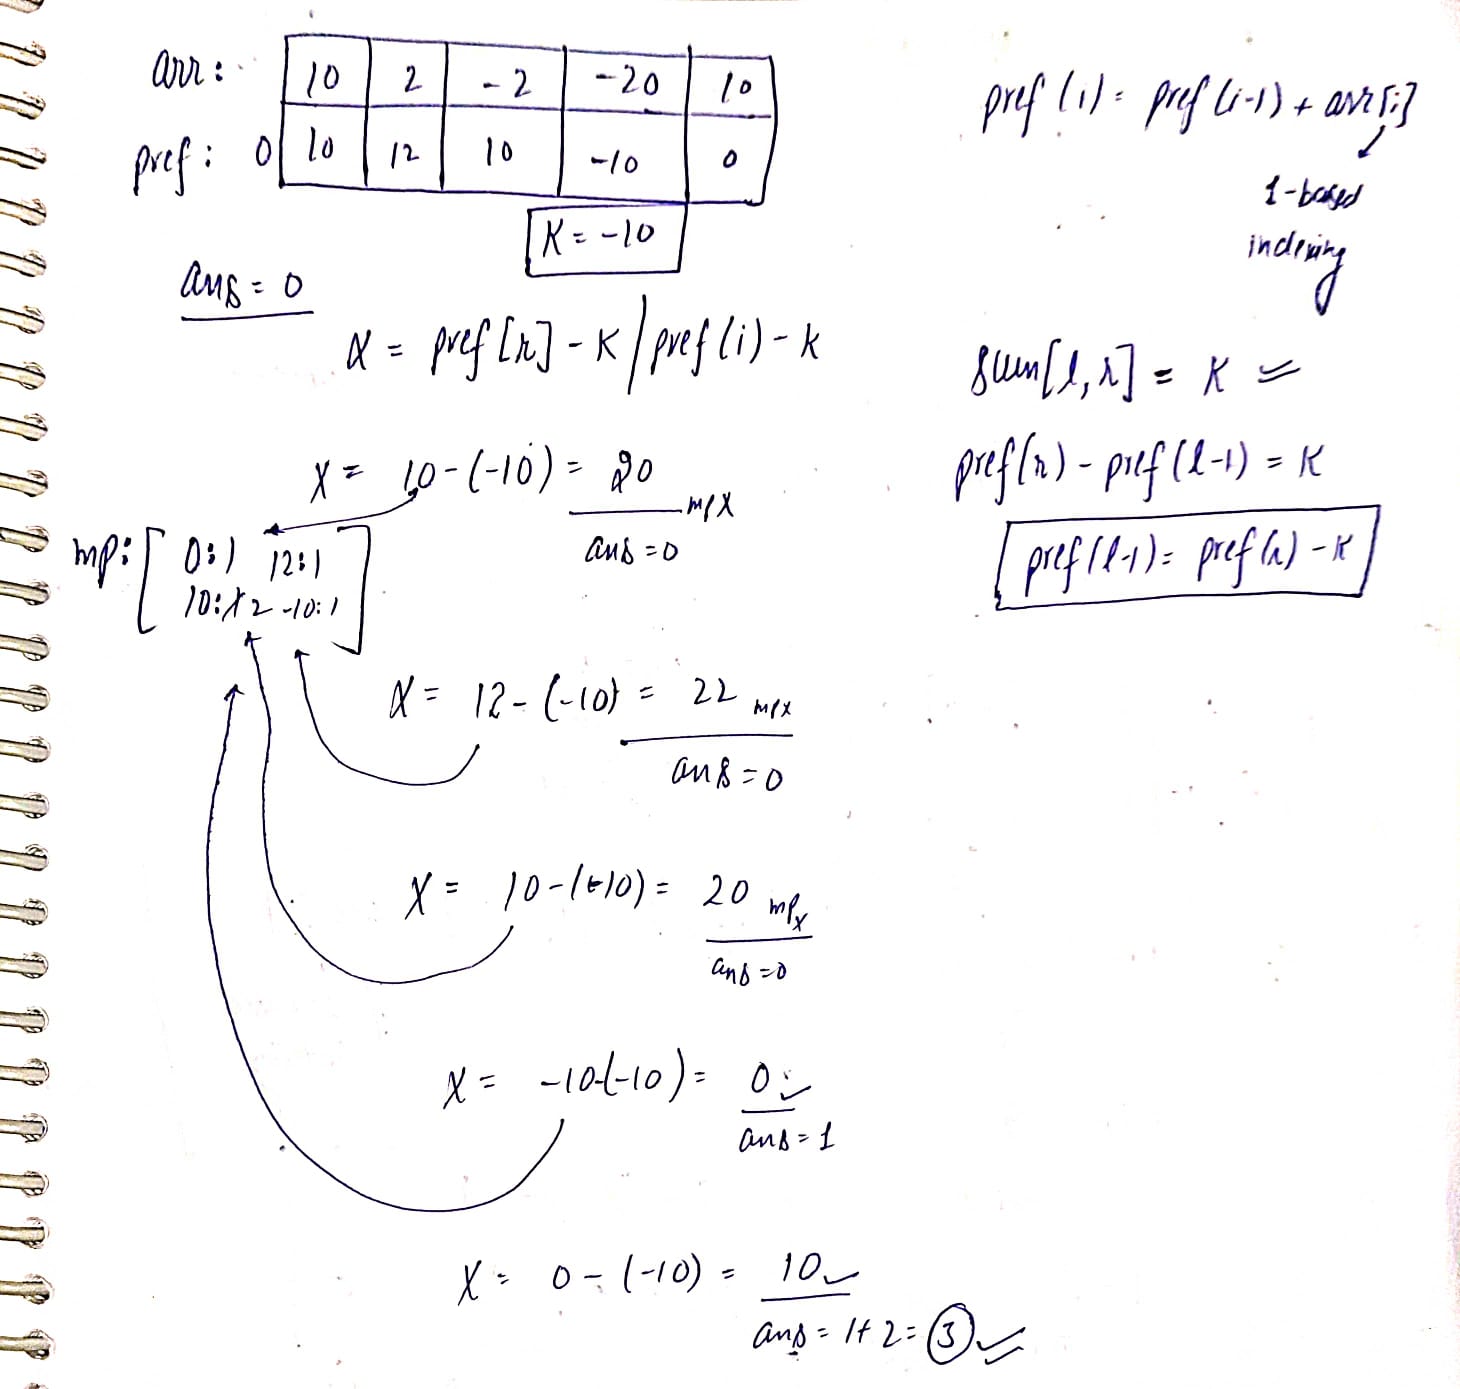 arr: 10 2 -2 -20 10
pref: 0 10 12 10 -10 0
K = -10
ans = 0
X = pref[r] - K / pref(i) - k
X = 10-(-10) = 20 mpx
ans = 0
mp: [ 0:1 12:1
10:1 2 -10:1 ]
X = 12-(-10) = 22 mpx
ans = 0
X = 10-(-10) = 20 mpx
ans = 0
X = -10-(-10) = 0 ✓
ans = 1
X = 0-(-10) = 10 ✓
ans = 1+2 = 3 ✓
pref(i) = pref(i-1) + arr[i]
1-based
indexing
sum[l,r] = K
pref(r) - pref(l-1) = K
pref(l-1) = pref(r) - K